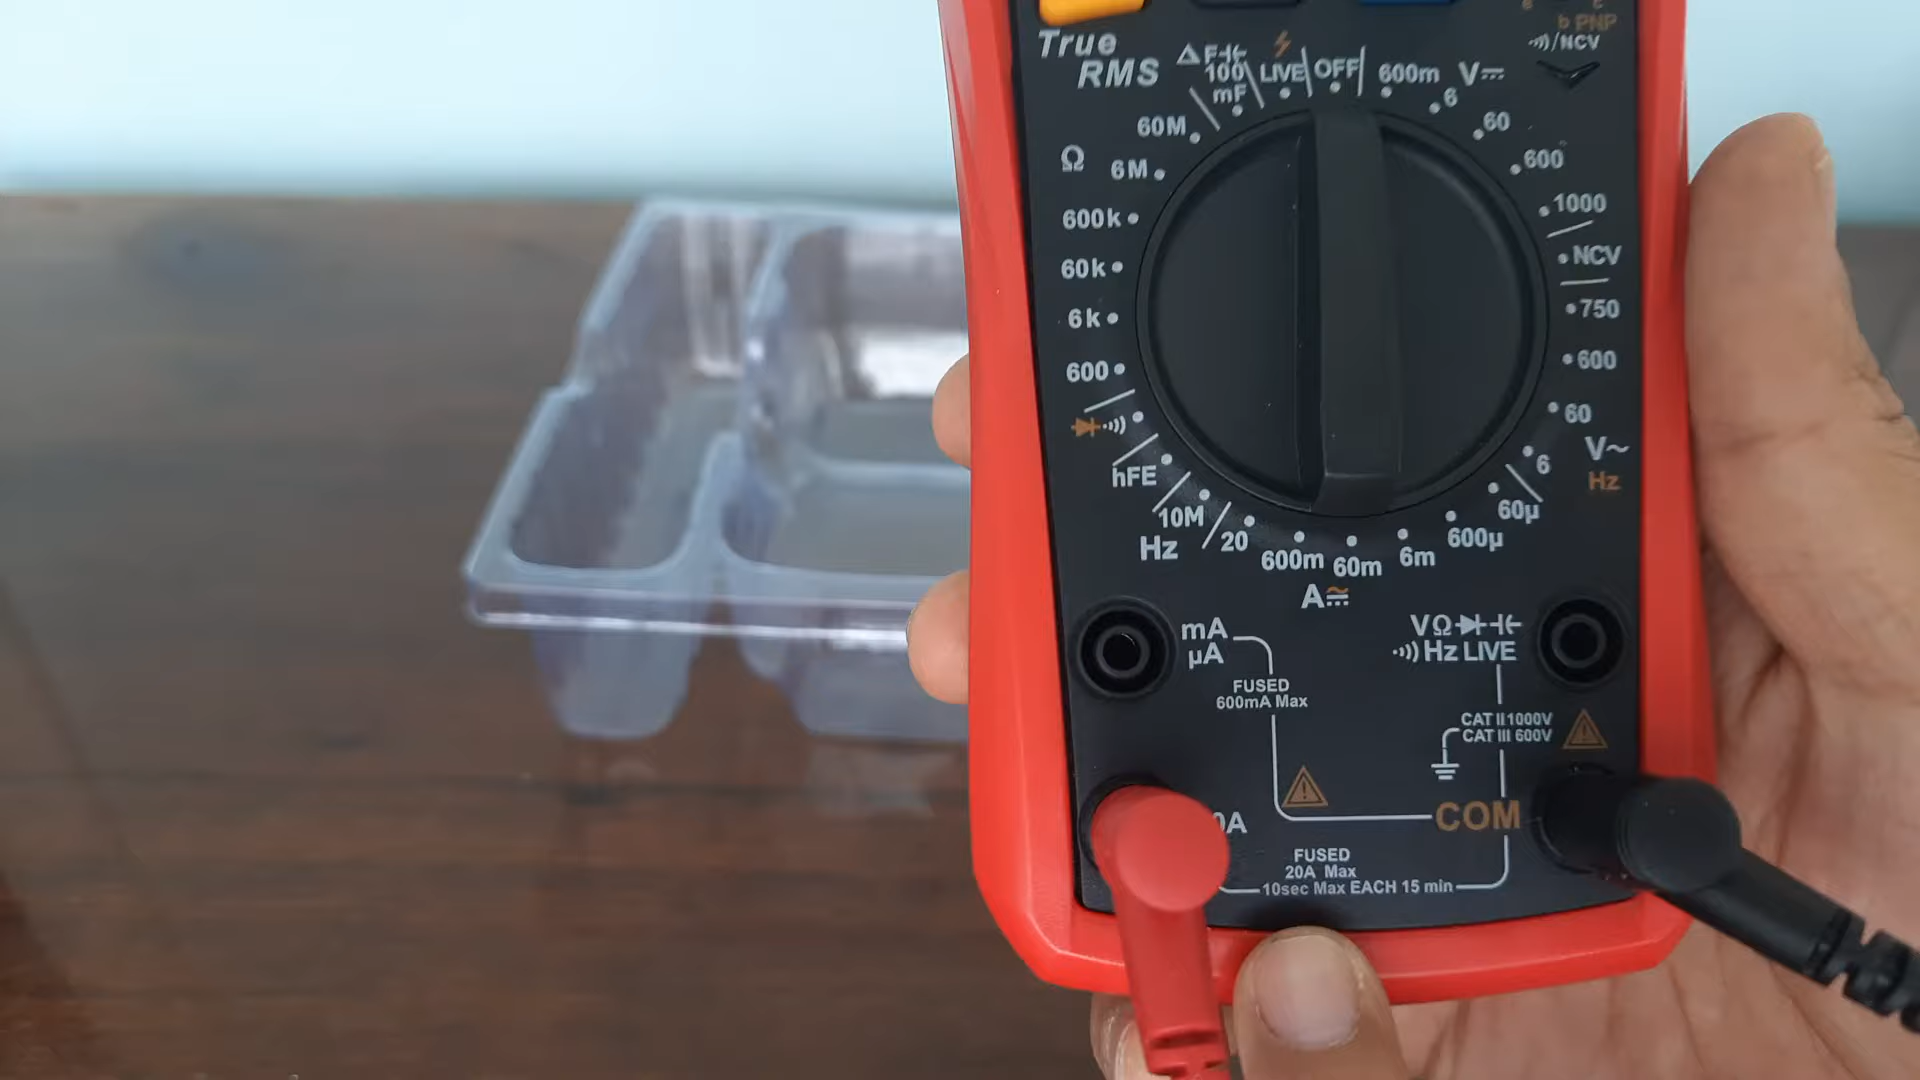 True
RMS
Δ F
100
mF
LIVE
OFF
600m
V
PNP
b
/NCV
6
60
600
1000
NCV
750
600
60
6
V~
Hz
60M
Ω
6M
600k
60k
6k
600
hFE
10M
Hz
20
600m
60m
6m
600µ
60µ
A
mA
µA
FUSED
600mA Max
VΩ
Hz LIVE
CAT II 1000V
CAT III 600V
COM
FUSED
20A Max
10sec Max EACH 15 min